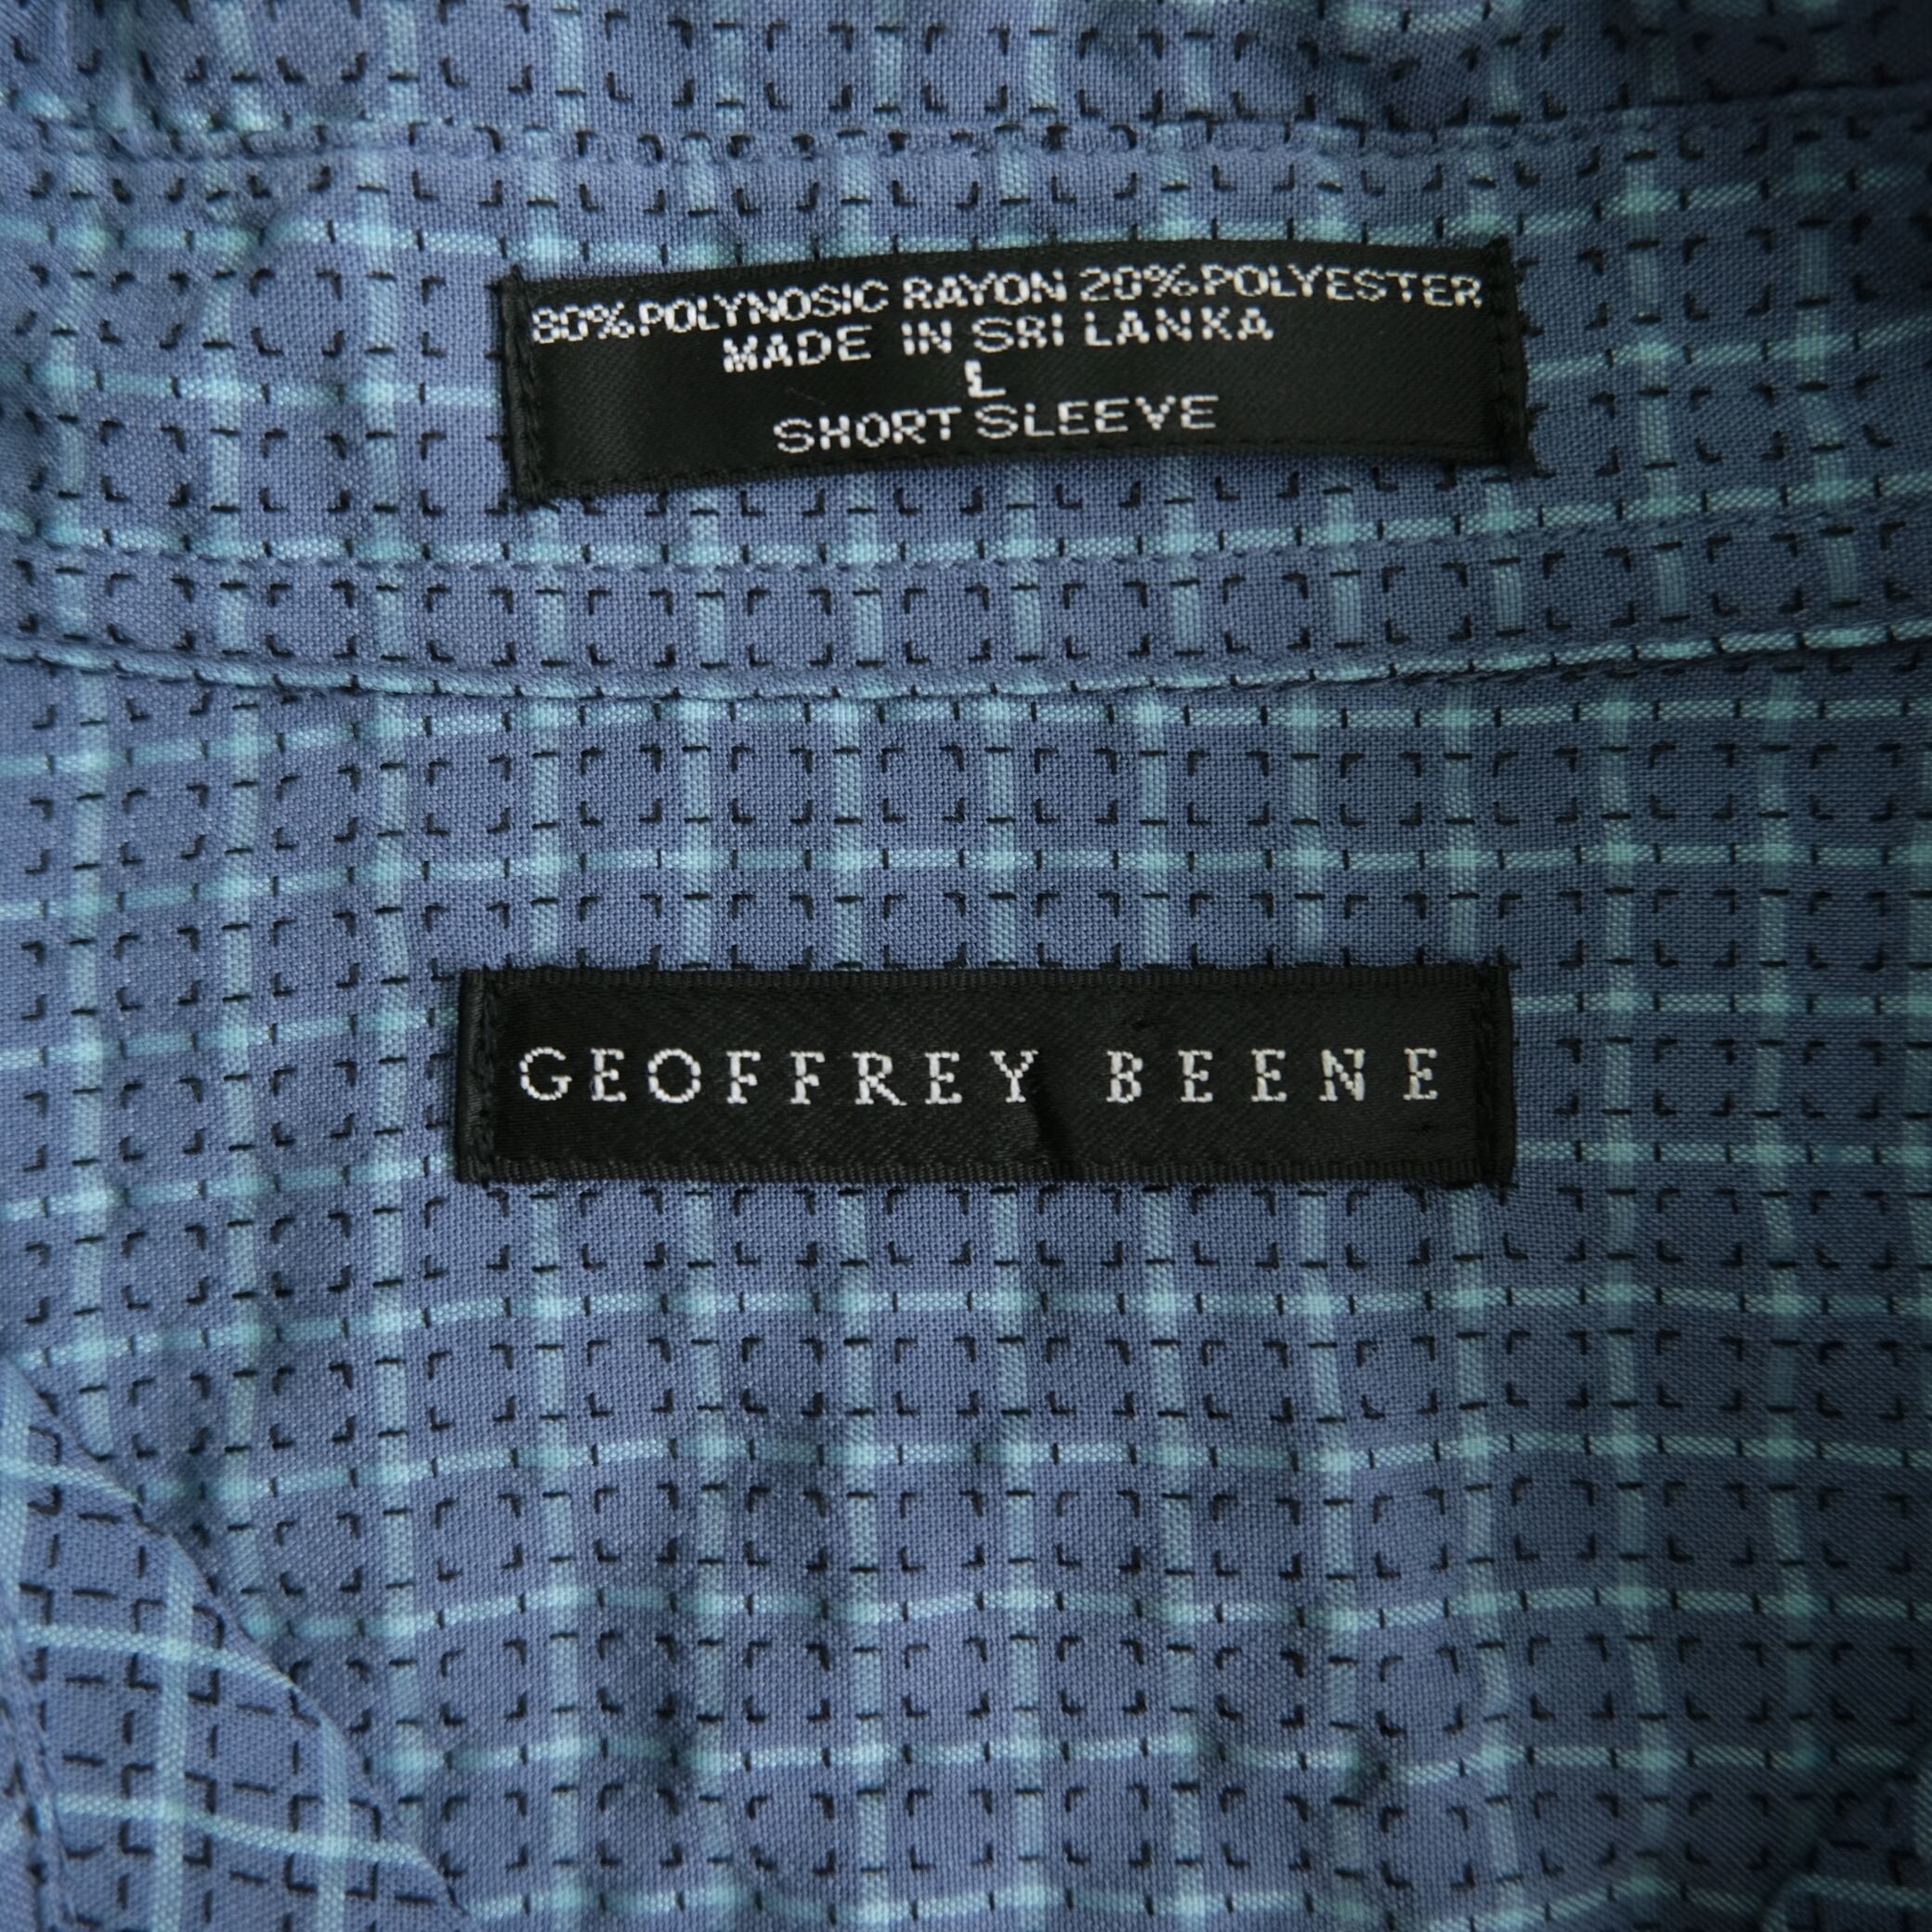 80% POLYNOSIC RAYON 20% POLYESTER
MADE IN SRI LANKA
L
SHORT SLEEVE
GEOFFREY BEENE